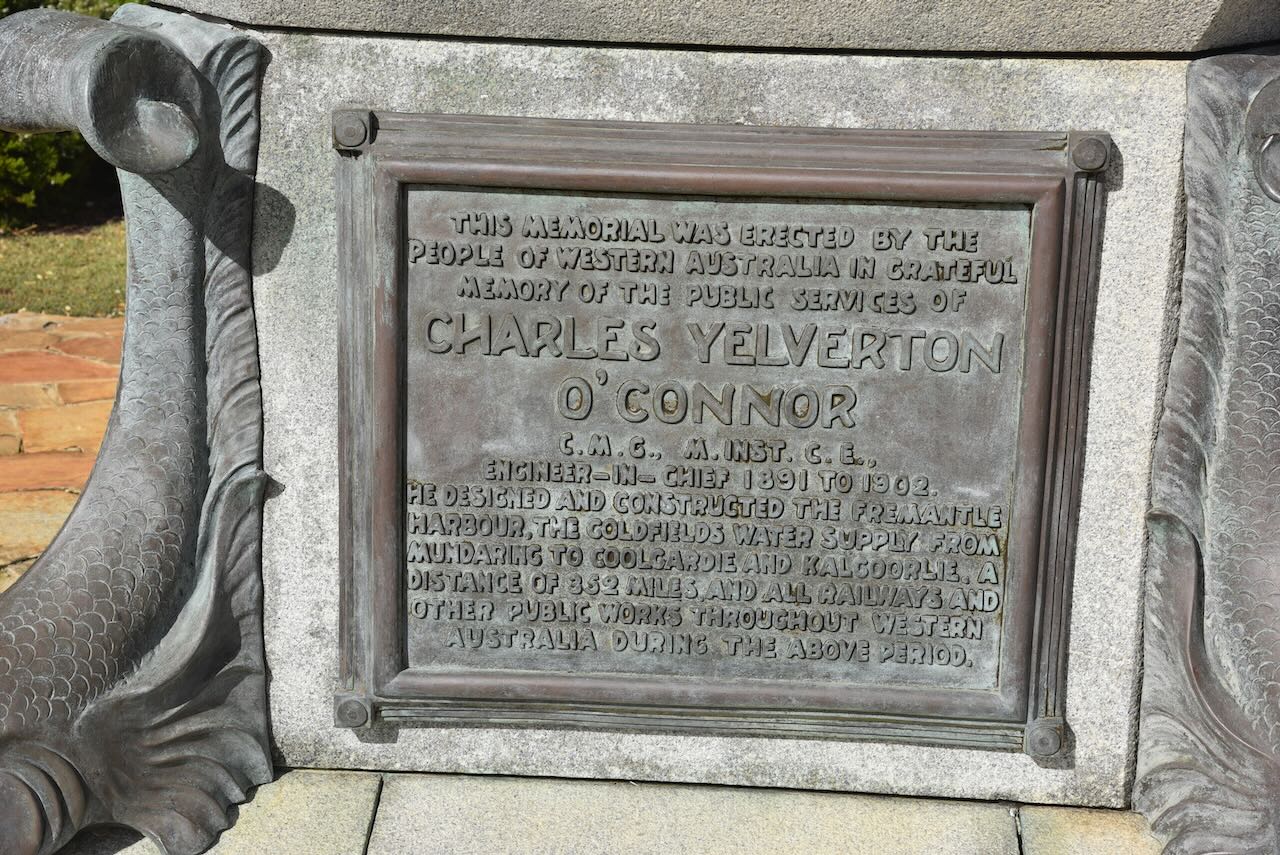 THIS MEMORIAL WAS ERECTED BY THE
PEOPLE OF WESTERN AUSTRALIA IN GRATEFUL
MEMORY OF THE PUBLIC SERVICES OF
CHARLES YELVERTON
O'CONNOR
C.M.G., M.INST. C.E.,
ENGINEER-IN-CHIEF 1891 TO 1902.
HE DESIGNED AND CONSTRUCTED THE FREMANTLE
HARBOUR, THE GOLDFIELDS WATER SUPPLY FROM
MUNDARING TO COOLGARDIE AND KALGOORLIE, A
DISTANCE OF 352 MILES, AND ALL RAILWAYS AND
OTHER PUBLIC WORKS THROUGHOUT WESTERN
AUSTRALIA DURING THE ABOVE PERIOD.